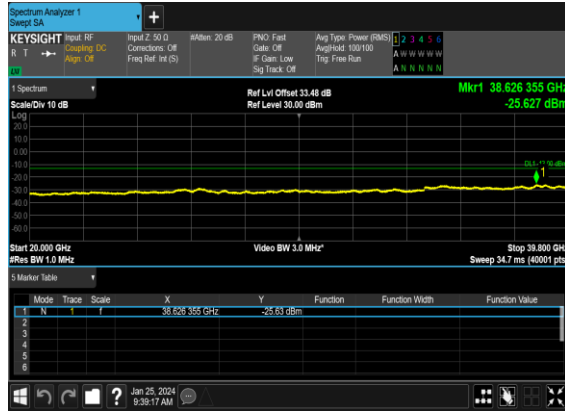 Spectrum Analyzer 1
Swept SA
+
KEYSIGHT Input: RF Input Z: 50 Ω #Atten: 20 dB PNO: Fast Avg Type: Power (RMS) 1 2 3 4 5 6
R T Coupling: DC Corrections: Off Gate: Off Avg|Hold: 100/100 A W W W W W
Align: Off Freq Ref: Int (S) IF Gain: Low Trig: Free Run
Sig Track: Off A N N N N N
1 Spectrum
Ref Lvl Offset 33.48 dB Mkr1 38.626 355 GHz
Scale/Div 10 dB Ref Level 30.00 dBm -25.627 dBm
Log
20.0
10.0
0.00
-10.0
DL1 -13.00 dBm
1
-20.0
-30.0
-40.0
-50.0
-60.0
Start 20.000 GHz Video BW 3.0 MHz* Stop 39.800 GHz
#Res BW 1.0 MHz Sweep 34.7 ms (40001 pts)
5 Marker Table
Mode Trace Scale X Y Function Function Width Function Value
1 N 1 f 38.626 355 GHz -25.63 dBm
2
3
4
5
6
? Jan 25, 2024
9:39:17 AM